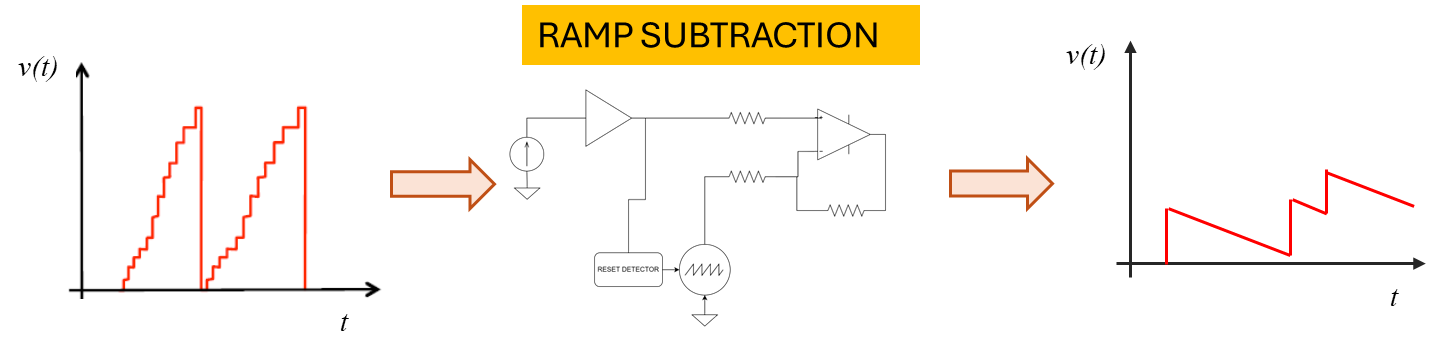 RAMP SUBTRACTION
v(t)
t
+
-
RESET DETECTOR
v(t)
t